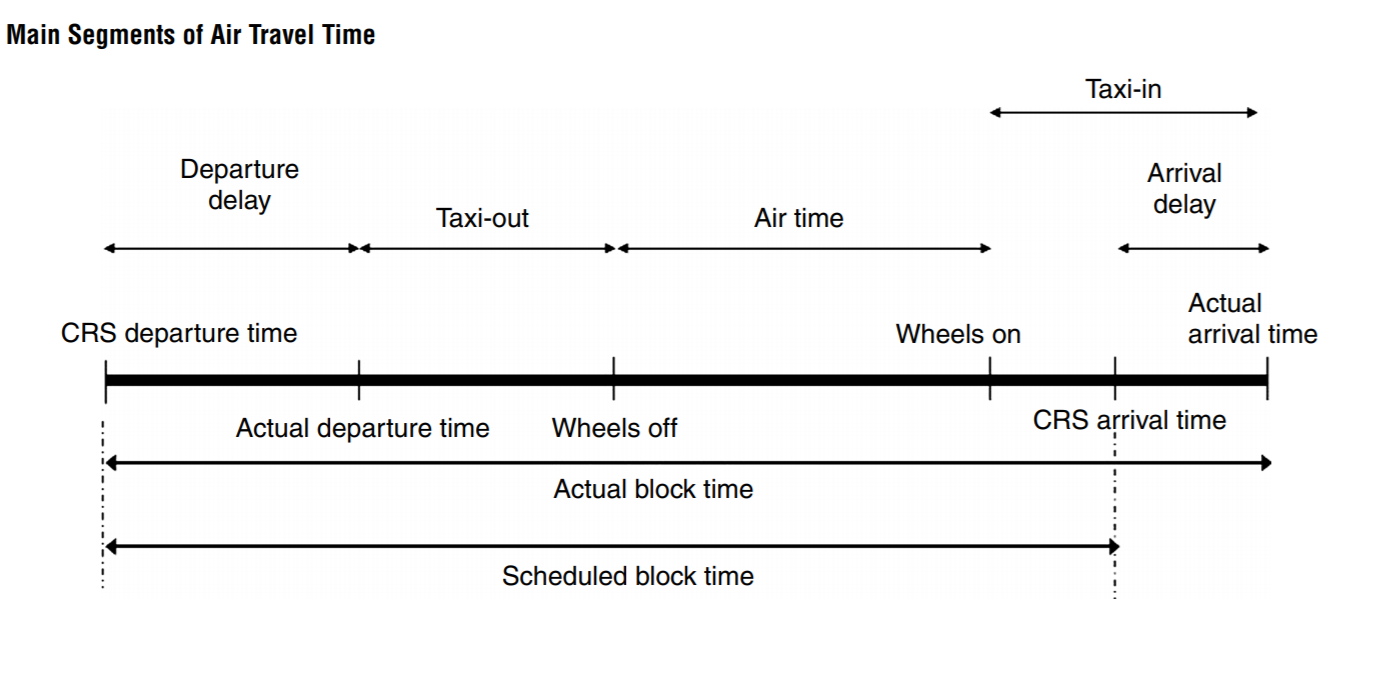 Main Segments of Air Travel Time
Taxi-in
Departure
delay
Arrival
delay
Taxi-out
Air time
Actual
arrival time
CRS departure time
Wheels on
Actual departure time
Wheels off
CRS arrival time
Actual block time
Scheduled block time